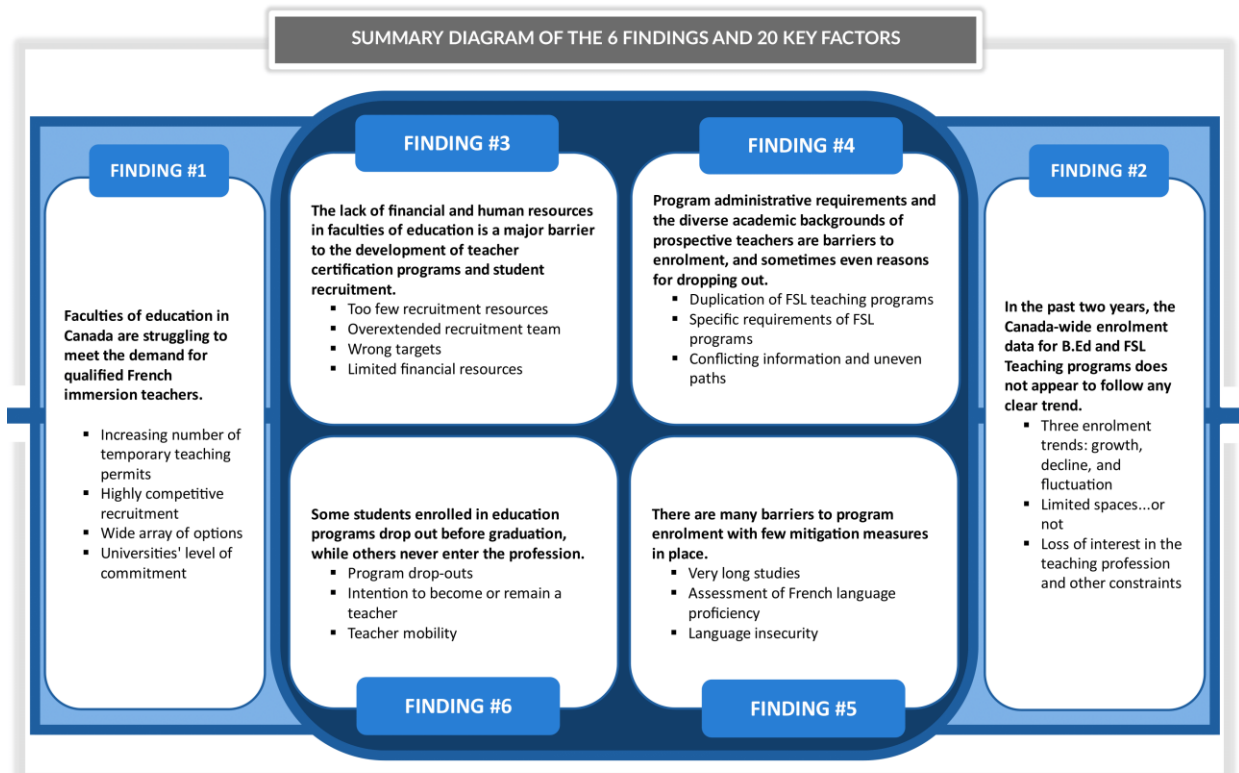 SUMMARY DIAGRAM OF THE 6 FINDINGS AND 20 KEY FACTORS
FINDING #1
Faculties of education in
Canada are struggling to
meet the demand for
qualified French
immersion teachers.
▪ Increasing number of
temporary teaching
permits
▪ Highly competitive
recruitment
▪ Wide array of options
▪ Universities' level of
commitment
FINDING #3
The lack of financial and human resources
in faculties of education is a major barrier
to the development of teacher
certification programs and student
recruitment.
▪ Too few recruitment resources
▪ Overextended recruitment team
▪ Wrong targets
▪ Limited financial resources
FINDING #4
Program administrative requirements and
the diverse academic backgrounds of
prospective teachers are barriers to
enrolment, and sometimes even reasons
for dropping out.
▪ Duplication of FSL teaching programs
▪ Specific requirements of FSL
programs
▪ Conflicting information and uneven
paths
FINDING #2
In the past two years, the
Canada-wide enrolment
data for B.Ed and FSL
Teaching programs does
not appear to follow any
clear trend.
▪ Three enrolment
trends: growth,
decline, and
fluctuation
▪ Limited spaces...or
not
▪ Loss of interest in the
teaching profession
and other constraints
Some students enrolled in education
programs drop out before graduation,
while others never enter the profession.
▪ Program drop-outs
▪ Intention to become or remain a
teacher
▪ Teacher mobility
FINDING #6
There are many barriers to program
enrolment with few mitigation measures
in place.
▪ Very long studies
▪ Assessment of French language
proficiency
▪ Language insecurity
FINDING #5